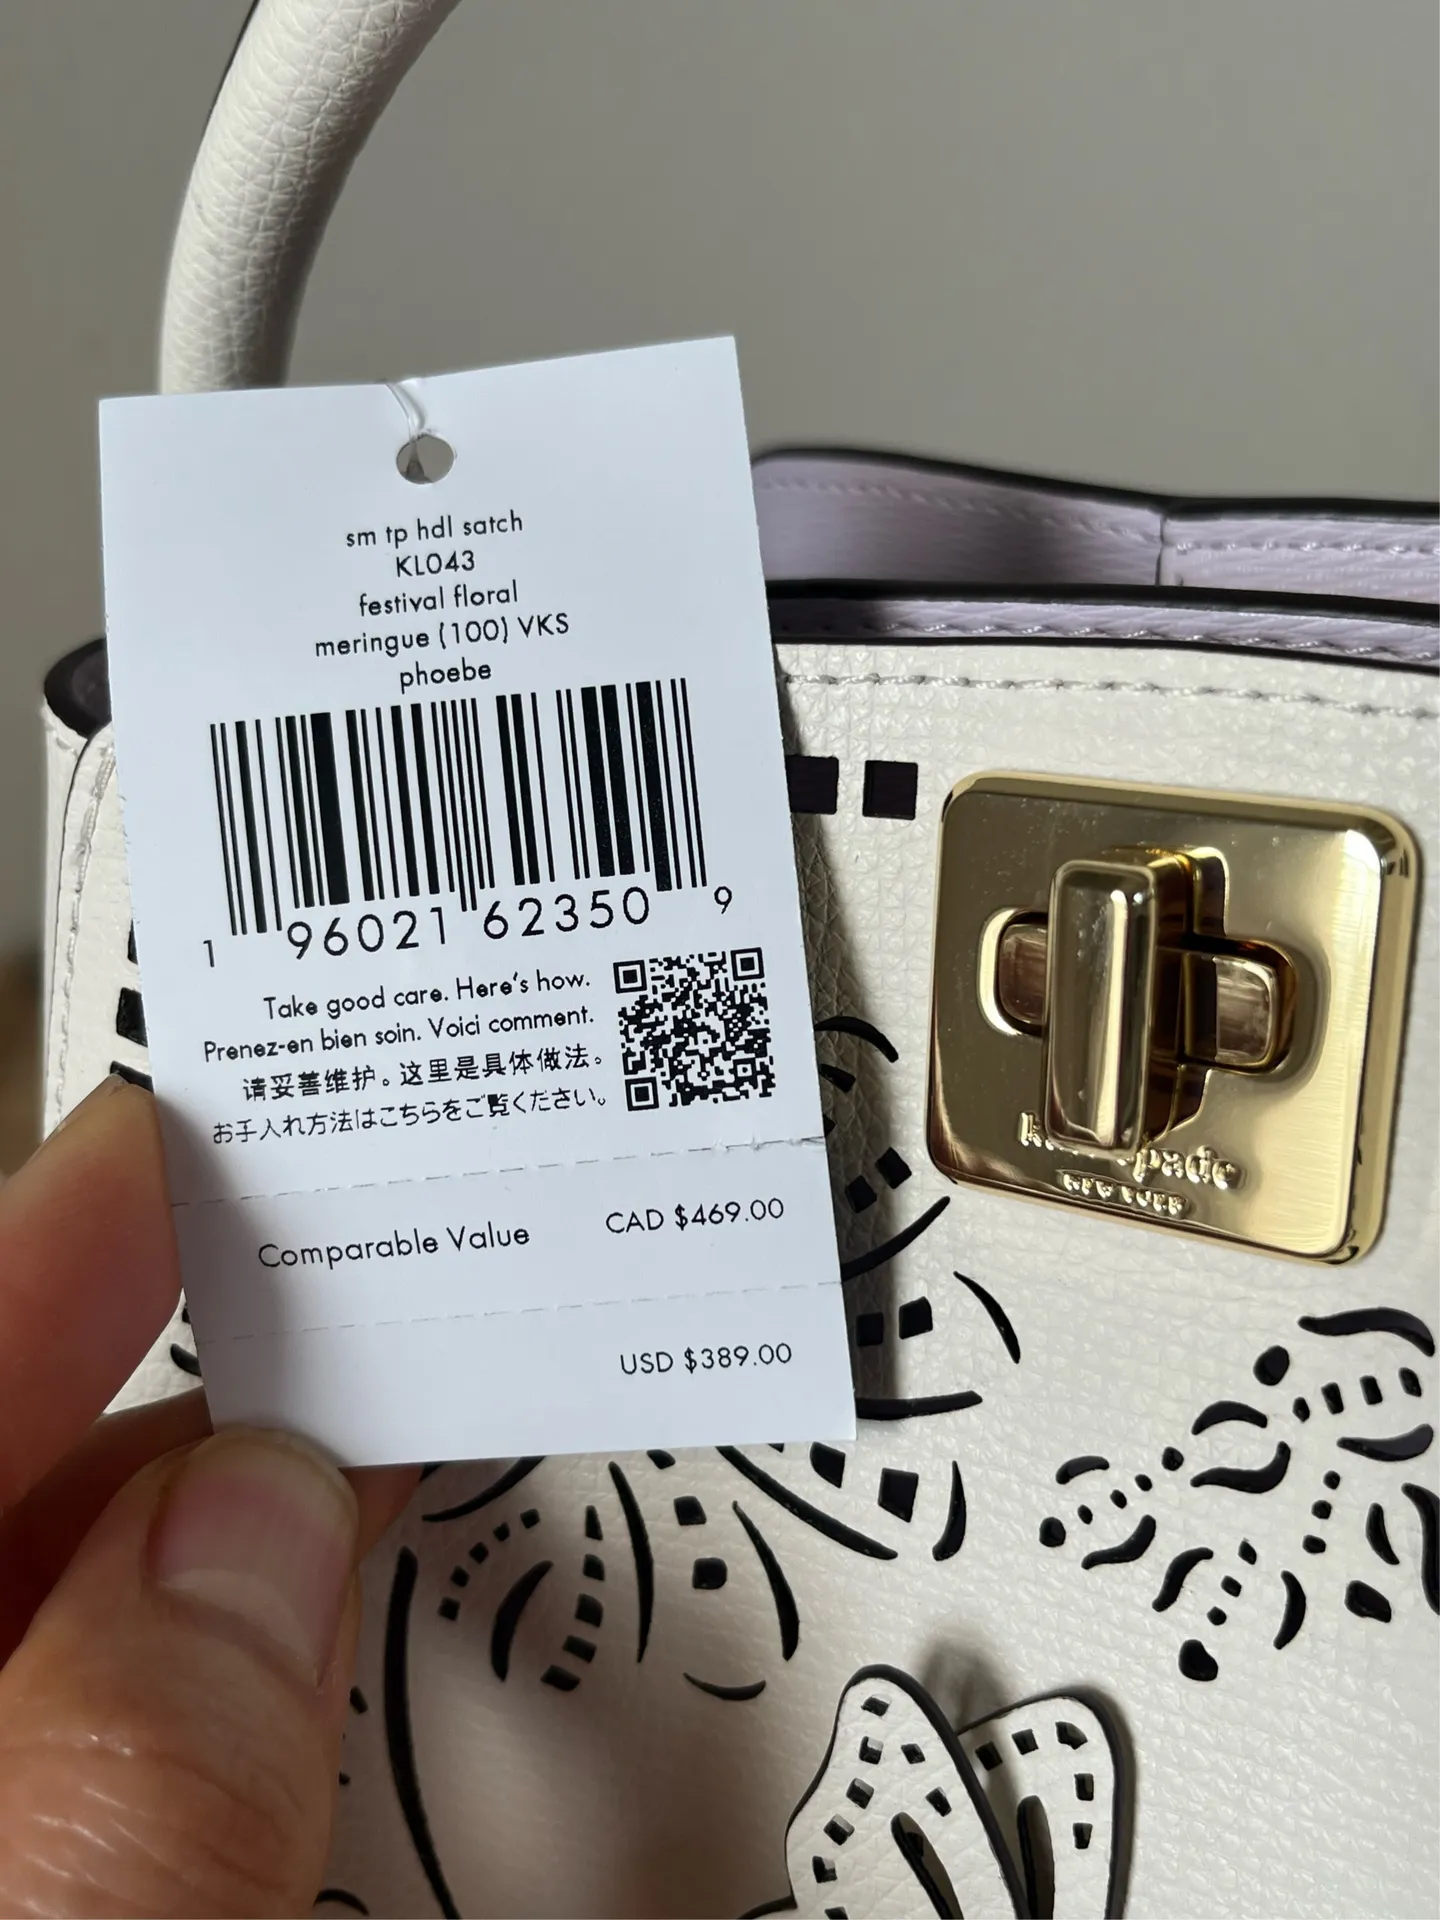 sm tp hdl satch
KL043
festival floral
meringue (100) VKS
phoebe
1 96021 62350 9
Take good care. Here's how.
Prenez-en bien soin. Voici comment.
请妥善维护。这里是具体做法。
お手入れ方法はこちらをご覧ください。
Comparable Value CAD $469.00
USD $389.00
spade
NEW YORK